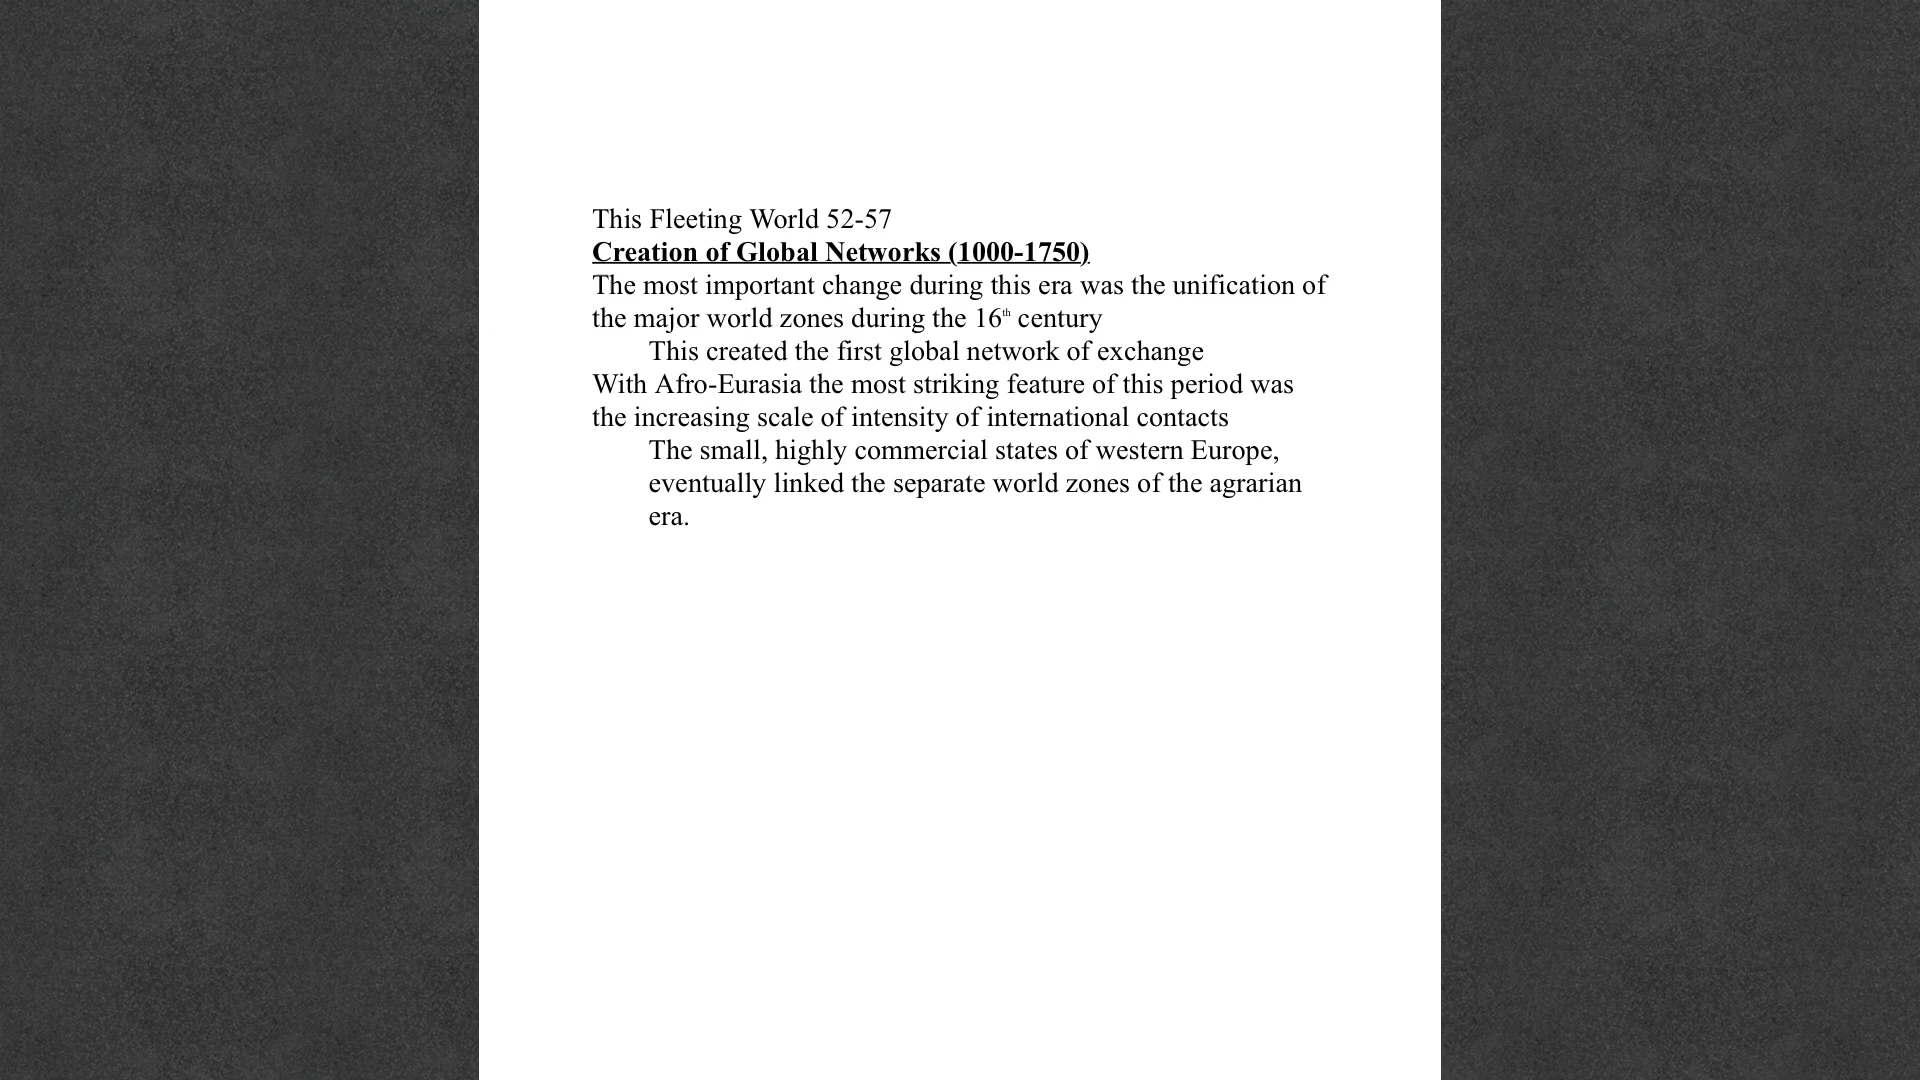 This Fleeting World 52-57
Creation of Global Networks (1000-1750)
The most important change during this era was the unification of
the major world zones during the 16th century
This created the first global network of exchange
With Afro-Eurasia the most striking feature of this period was
the increasing scale of intensity of international contacts
The small, highly commercial states of western Europe,
eventually linked the separate world zones of the agrarian
era.